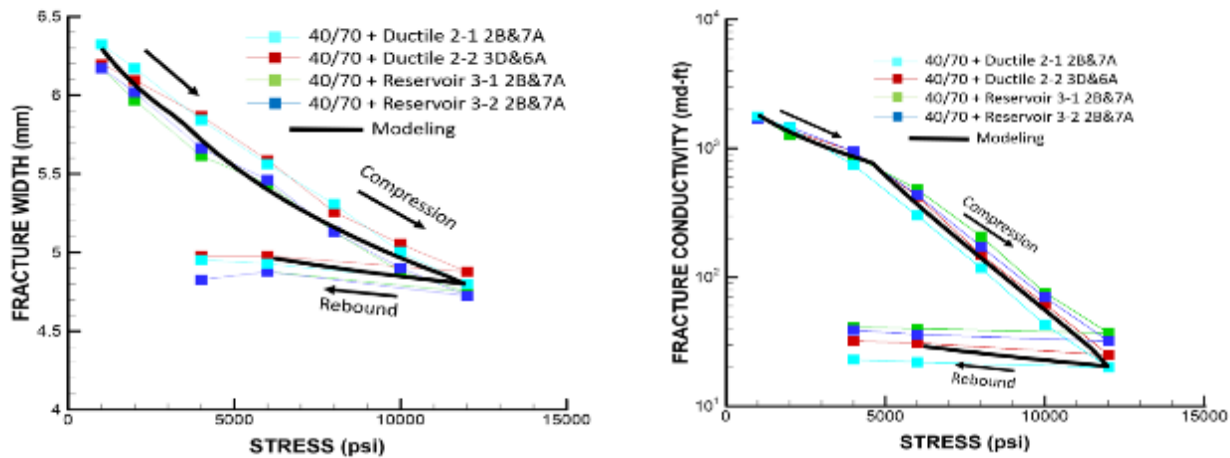 6.5
6
5.5
5
4.5
4
FRACTURE WIDTH (mm)
40/70 + Ductile 2-1 2B&7A
40/70 + Ductile 2-2 3D&6A
40/70 + Reservoir 3-1 2B&7A
40/70 + Reservoir 3-2 2B&7A
Modeling
Compression
Rebound
0 5000 10000 15000
STRESS (psi)
10⁴
10³
10²
10¹
FRACTURE CONDUCTIVITY (md-ft)
40/70 + Ductile 2-1 2B&7A
40/70 + Ductile 2-2 3D&6A
40/70 + Reservoir 3-1 2B&7A
40/70 + Reservoir 3-2 2B&7A
Modeling
Compression
Rebound
0 5000 10000 15000
STRESS (psi)